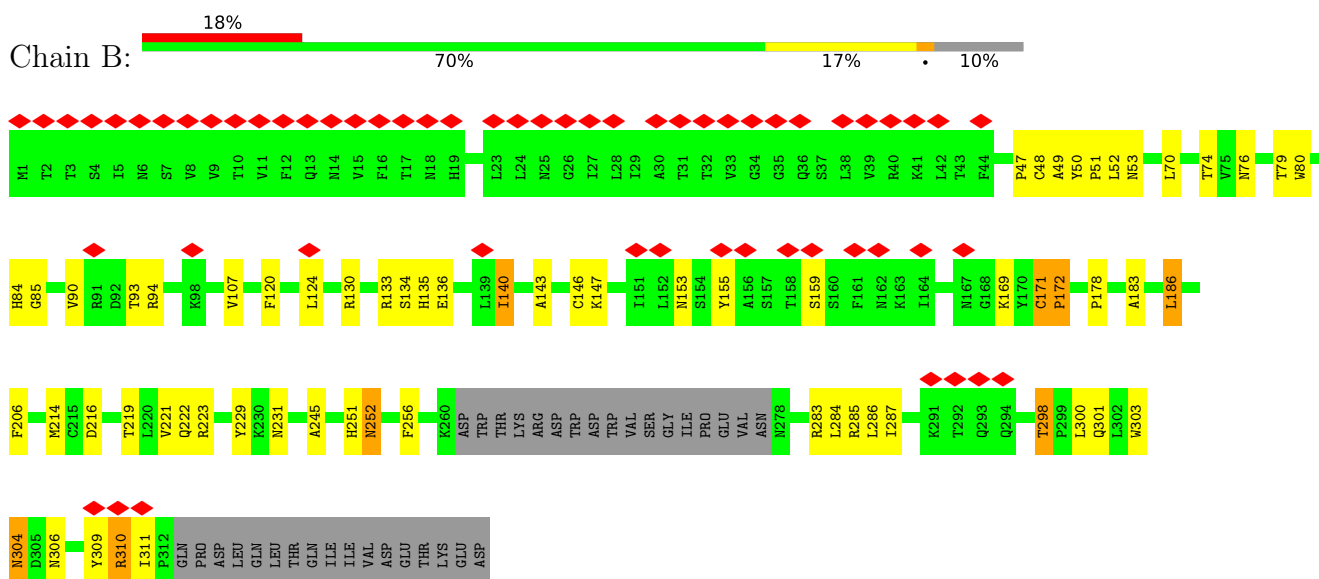 18%
Chain B:
70% 17% • 10%
M1 T2 T3 S4 I5 N6 S7 V8 V9 T10 V11 F12 Q13 N14 V15 F16 T17 N18 H19 L23 L24 N25 G26 I27 L28 I29 A30 T31 T32 V33 G34 G35 Q36 S37 L38 V39 R40 K41 L42 T43 F44 P47 C48 A49 Y50 P51 L52 N53 L70 T74 V75 N76 T79 W80
H84 G85 V90 R91 D92 T93 R94 K98 V107 F120 L124 R130 R133 S134 H135 E136 L139 I140 A143 C146 K147 I151 L152 N153 S154 Y155 A156 S157 T158 S159 S160 F161 N162 K163 I164 N167 G168 K169 Y170 C171 P172 P178 A183 L186
F206 M214 C215 D216 T219 L220 V221 Q222 R223 Y229 K230 N231 A245 H251 N252 F256 K260 ASP TRP THR LYS ARG ASP TRP ASP TRP VAL SER GLY ILE PRO GLU VAL ASN N278 R283 L284 R285 L286 I287 K291 T292 Q293 Q294 T298 P299 L300 Q301 L302 W303
N304 D305 N306 Y309 R310 I311 P312 GLN PRO ASP LEU GLN LEU THR GLN ILE ILE VAL ASP GLU THR LYS GLU ASP